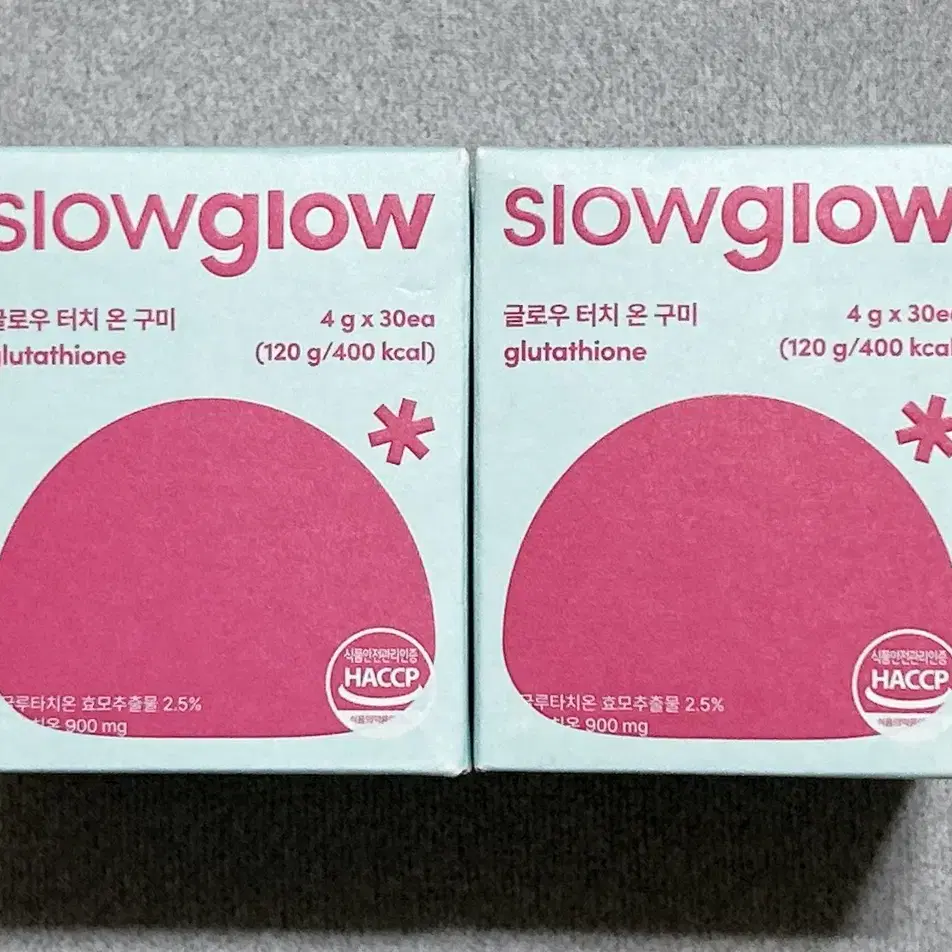 slowglow
글로우 터치 온 구미
4 g x 30ea
glutathione
(120 g/400 kcal)
식품안전관리인증
HACCP
글루타치온 효모추출물 2.5%
치온 900 mg
slowglow
글로우 터치 온 구미
4 g x 30ea
glutathione
(120 g/400 kcal)
식품안전관리인증
HACCP
글루타치온 효모추출물 2.5%
치온 900 mg